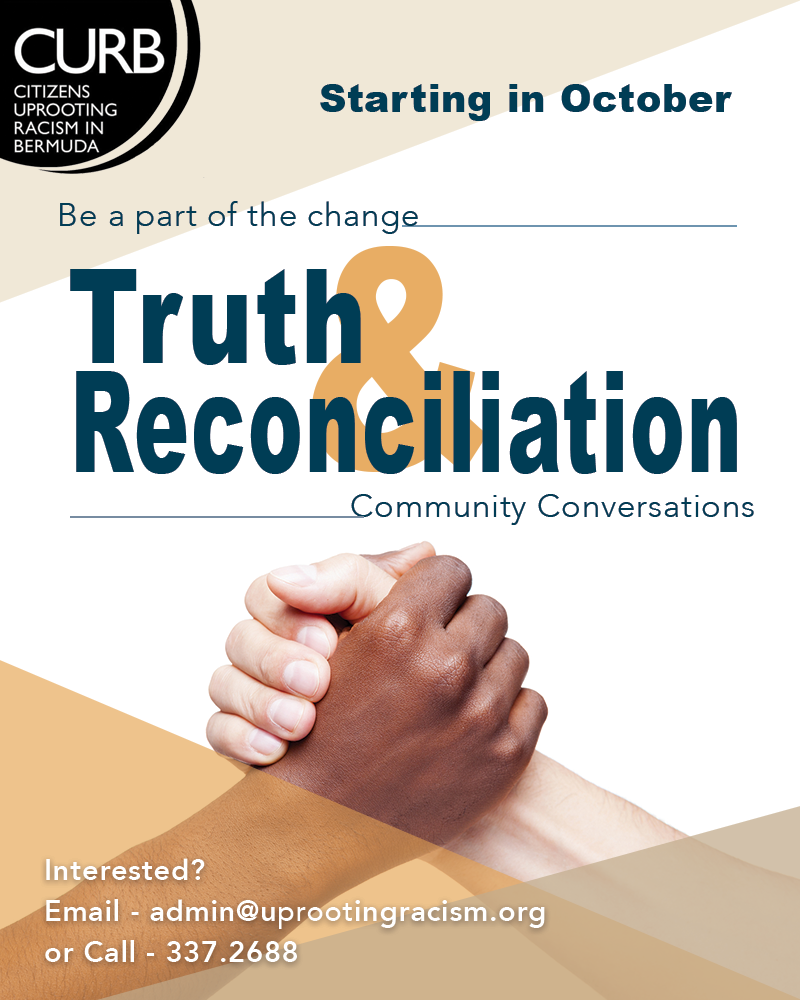 CURB
CITIZENS
UPROOTING
RACISM IN
BERMUDA
Starting in October
Be a part of the change
Truth
&
Reconciliation
Community Conversations
Interested?
Email - admin@uprootingracism.org
or Call - 337.2688